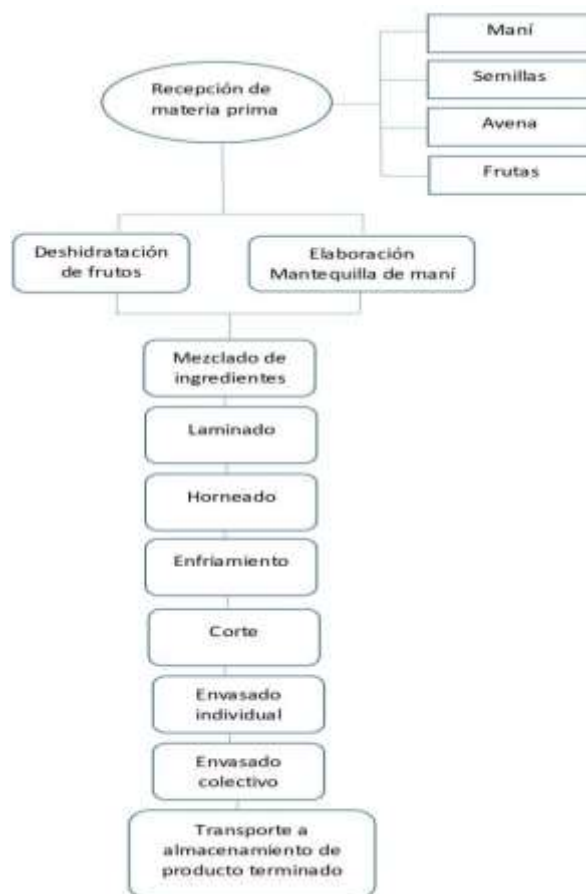 Maní
Semillas
Avena
Frutas
Recepción de
materia prima
Deshidratación
de frutos
Elaboración
Mantequilla de maní
Mezclado de
ingredientes
Laminado
Horneado
Enfriamiento
Corte
Envasado
individual
Envasado
colectivo
Transporte a
almacenamiento de
producto terminado